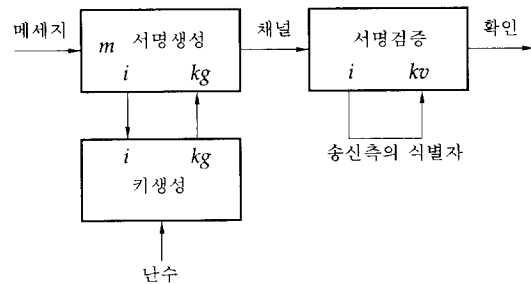 메세지
m 서명생성
i kg
채널
서명검증
i kv
확인
i kg
키생성
송신측의 식별자
난수